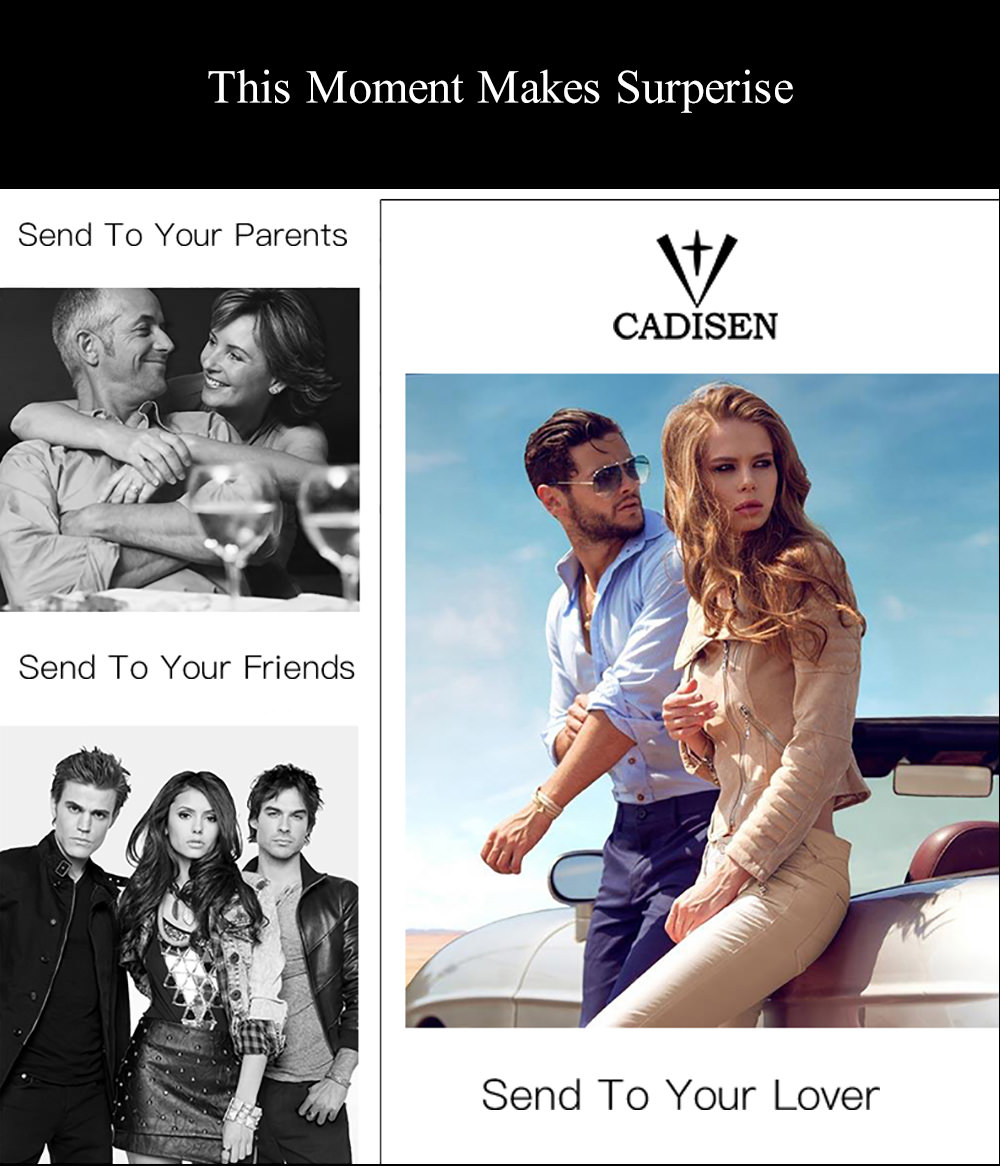 This Moment Makes Surperise
Send To Your Parents
CADISEN
Send To Your Friends
Send To Your Lover